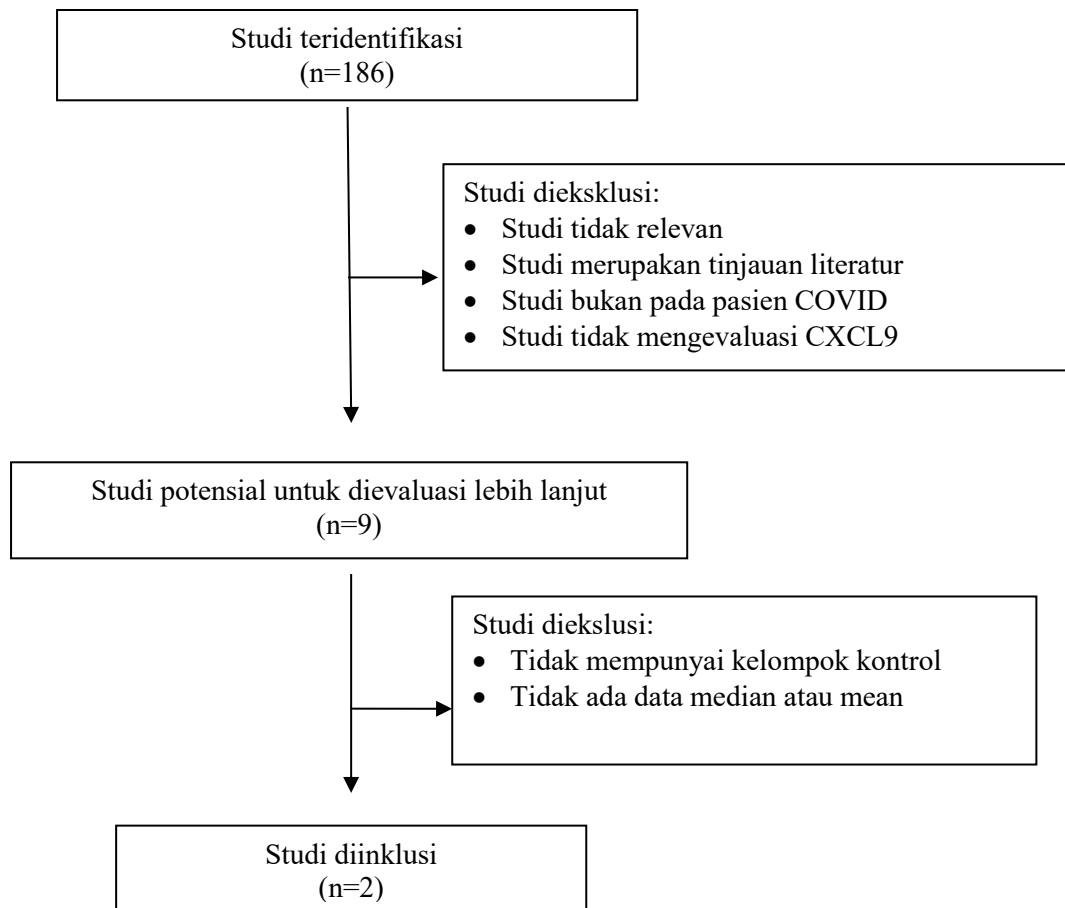 Studi teridentifikasi
(n=186)
Studi dieksklusi:
• Studi tidak relevan
• Studi merupakan tinjauan literatur
• Studi bukan pada pasien COVID
• Studi tidak mengevaluasi CXCL9
Studi potensial untuk dievaluasi lebih lanjut
(n=9)
Studi diekslusi:
• Tidak mempunyai kelompok kontrol
• Tidak ada data median atau mean
Studi diinklusi
(n=2)